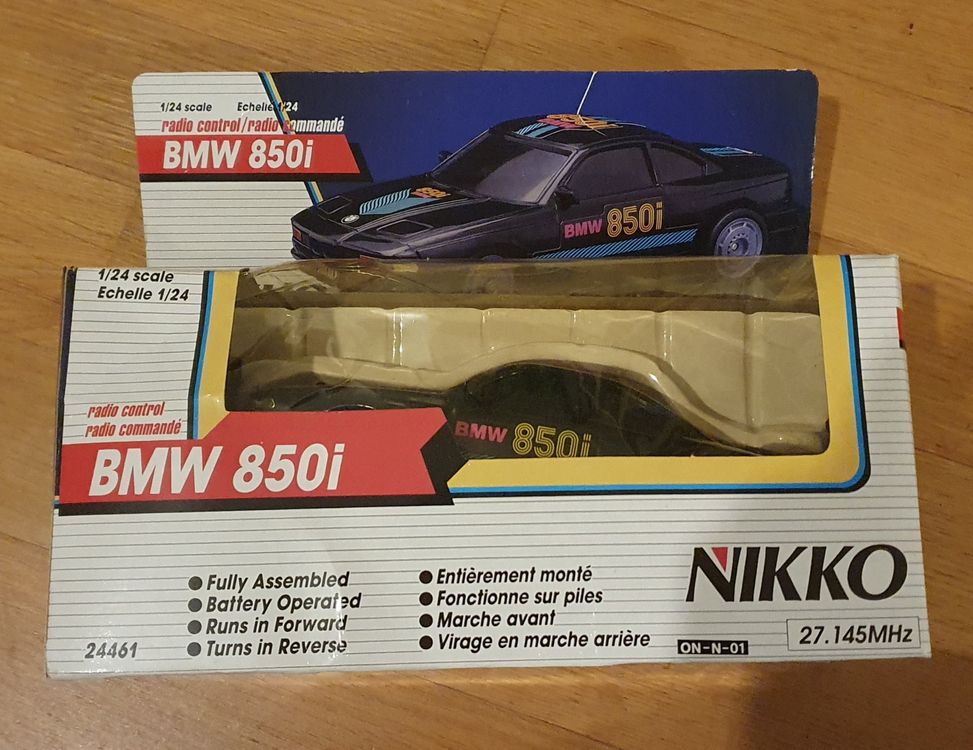 1/24 scale Echelle 1/24
radio control/radio commandé
BMW 850i
850i
850i
BMW 850i
1/24 scale
Echelle 1/24
radio control
radio commandé
BMW 850i
BMW 850i
NIKKO
● Fully Assembled
● Battery Operated
● Runs in Forward
● Turns in Reverse
● Entièrement monté
● Fonctionne sur piles
● Marche avant
● Virage en marche arrière
24461
ON-N-01
27.145MHz